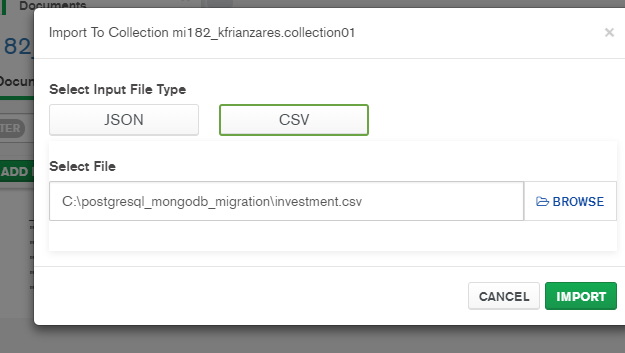 Documents
Import To Collection mi182_kfrianzares.collection01
×
82
Select Input File Type
Docum
JSON
CSV
TER
Select File
ADD
C:\postgresql_mongodb_migration\investment.csv
BROWSE
CANCEL
IMPORT